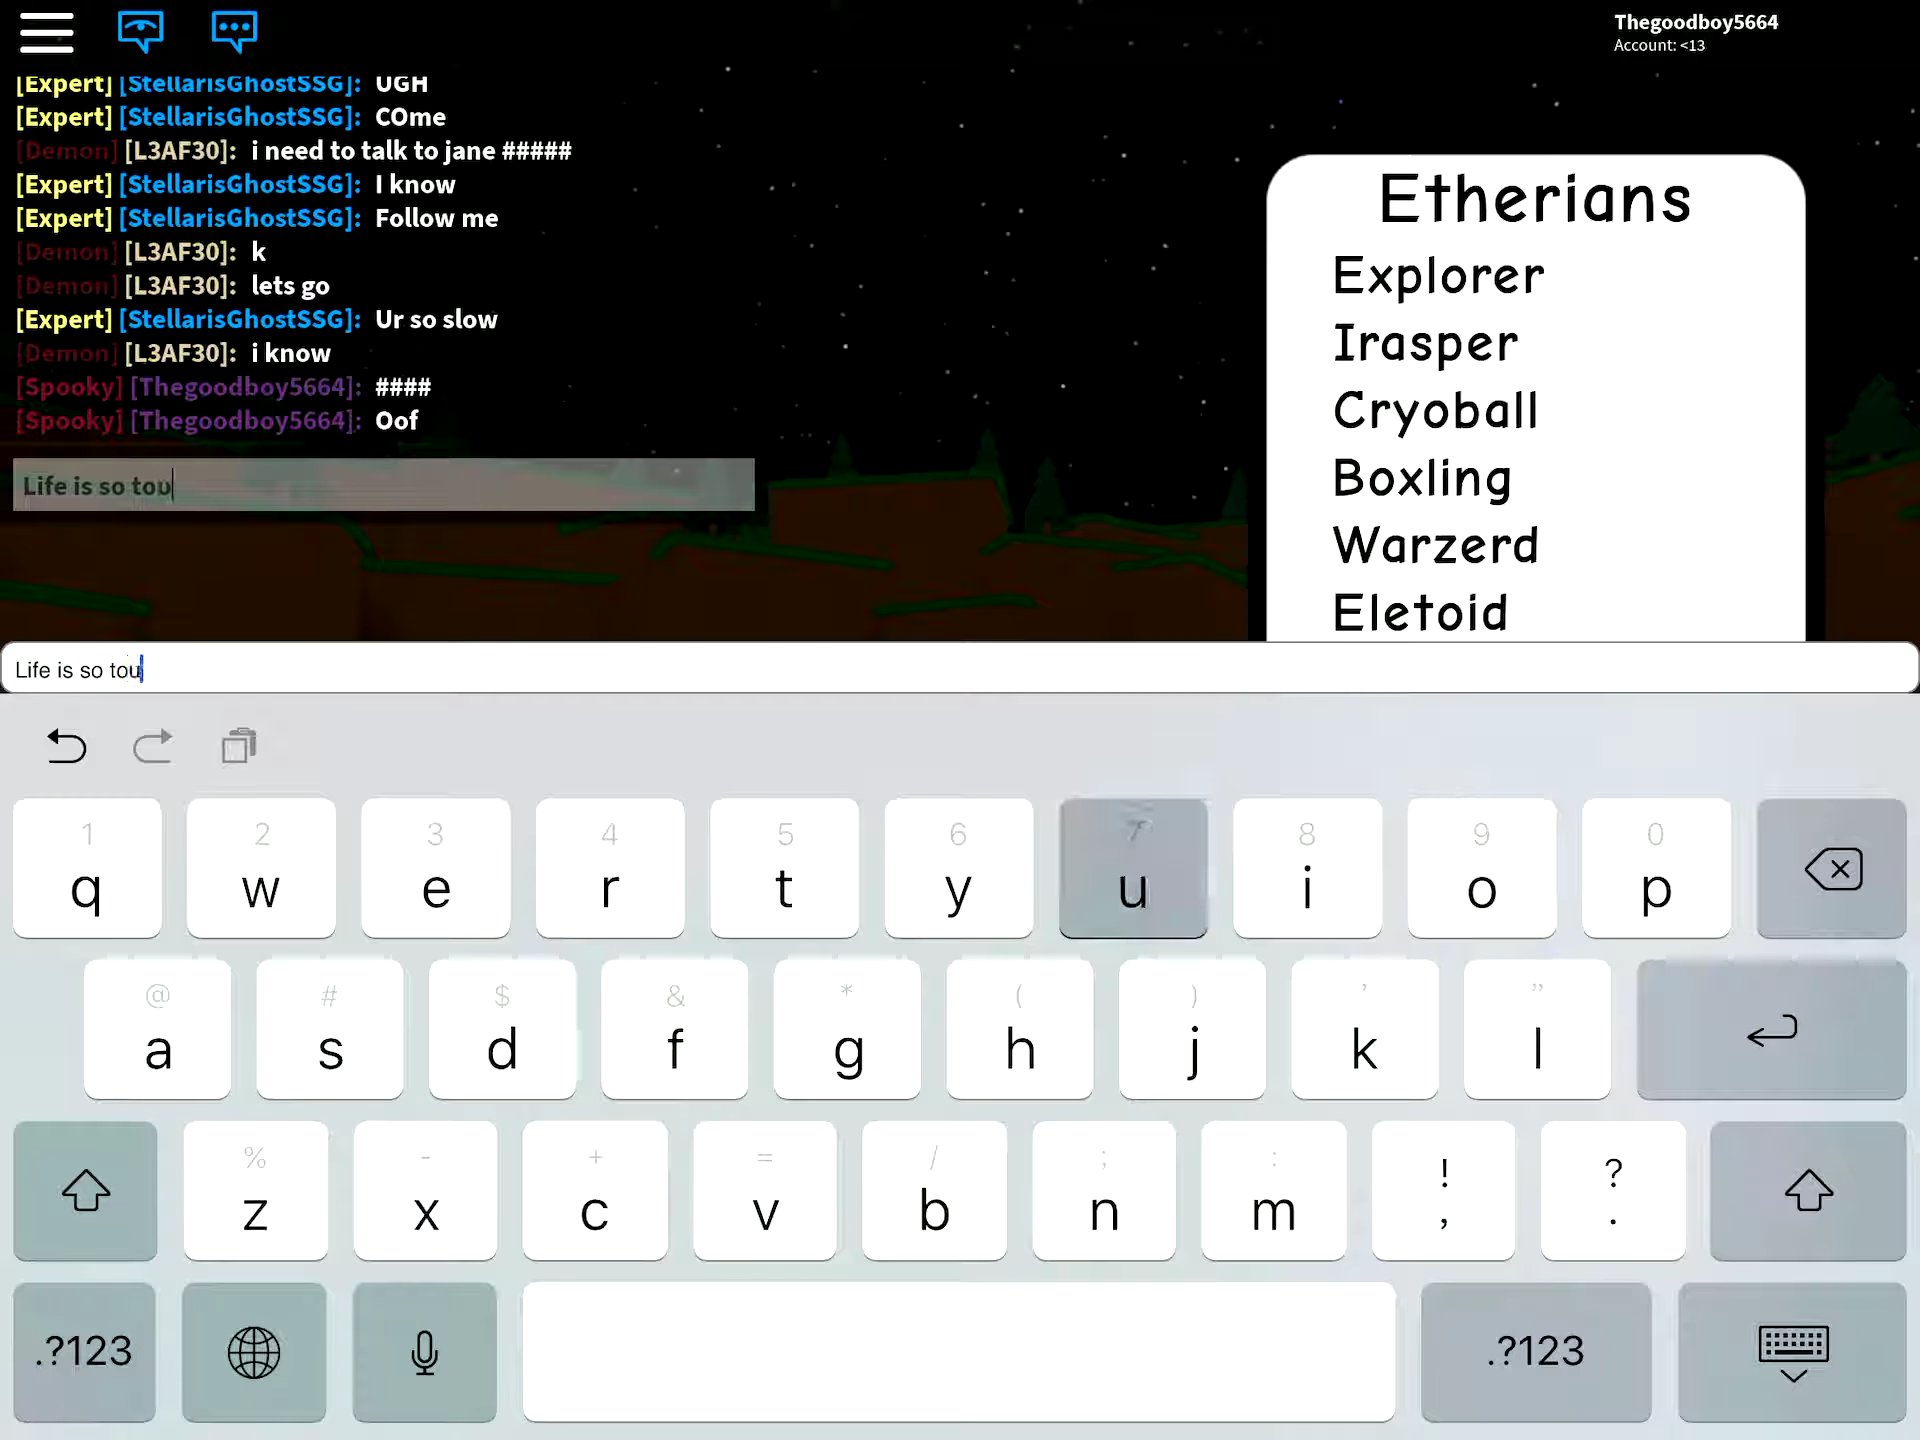 Thegoodboy5664
Account: <13
[Expert] [StellarisGhostSSG]: UGH
[Expert] [StellarisGhostSSG]: COme
[Demon] [L3AF30]: i need to talk to jane #####
[Expert] [StellarisGhostSSG]: I know
[Expert] [StellarisGhostSSG]: Follow me
[Demon] [L3AF30]: k
[Demon] [L3AF30]: lets go
[Expert] [StellarisGhostSSG]: Ur so slow
[Demon] [L3AF30]: i know
[Spooky] [Thegoodboy5664]: ####
[Spooky] [Thegoodboy5664]: Oof
Life is so tou
Etherians
Explorer
Irasper
Cryoball
Boxling
Warzerd
Eletoid
Life is so tou
1 2 3 4 5 6 7 8 9 0
q w e r t y u i o p
@ # $ & * ( ) ' "
a s d f g h j k l
% - + = / ; : ! ?
z x c v b n m , .
.?123 .?123